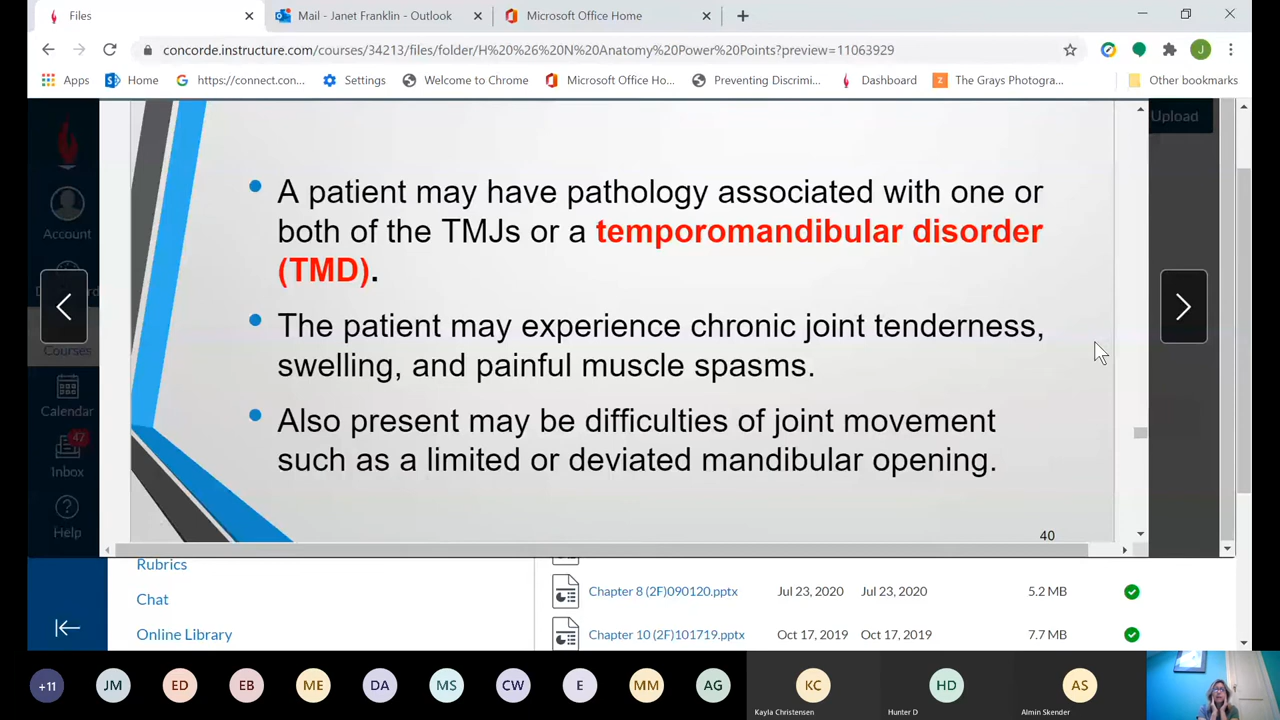 Files
Mail - Janet Franklin - Outlook
Microsoft Office Home
concorde.instructure.com/courses/34213/files/folder/H%20%26%20N%20Anatomy%20Power%20Points?preview=11063929
J
Apps
Home
https://connect.con...
Settings
Welcome to Chrome
Microsoft Office Ho...
Preventing Discrimi...
Dashboard
The Grays Photogra...
Other bookmarks
Upload
Account
Courses
Calendar
47
Inbox
Help
• A patient may have pathology associated with one or
both of the TMJs or a temporomandibular disorder
(TMD).
• The patient may experience chronic joint tenderness,
swelling, and painful muscle spasms.
• Also present may be difficulties of joint movement
such as a limited or deviated mandibular opening.
40
Rubrics
Chat
Online Library
Chapter 8 (2F)090120.pptx Jul 23, 2020 Jul 23, 2020 5.2 MB
Chapter 10 (2F)101719.pptx Oct 17, 2019 Oct 17, 2019 7.7 MB
+11 JM ED EB ME DA MS CW E MM AG KC HD AS
Kayla Christensen Hunter D Almin Skender